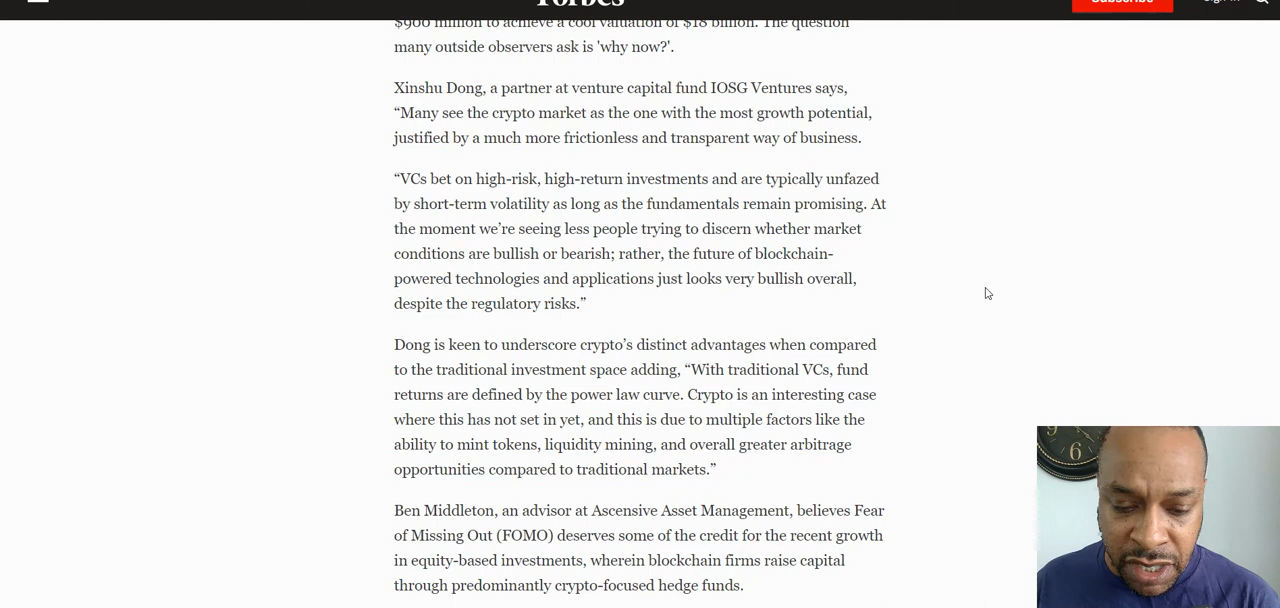 Forbes
Subscribe
Sign In
$900 million to achieve a cool valuation of $18 billion. The question
many outside observers ask is 'why now?'.
Xinshu Dong, a partner at venture capital fund IOSG Ventures says,
“Many see the crypto market as the one with the most growth potential,
justified by a much more frictionless and transparent way of business.
“VCs bet on high-risk, high-return investments and are typically unfazed
by short-term volatility as long as the fundamentals remain promising. At
the moment we’re seeing less people trying to discern whether market
conditions are bullish or bearish; rather, the future of blockchain-
powered technologies and applications just looks very bullish overall,
despite the regulatory risks.”
Dong is keen to underscore crypto’s distinct advantages when compared
to the traditional investment space adding, “With traditional VCs, fund
returns are defined by the power law curve. Crypto is an interesting case
where this has not set in yet, and this is due to multiple factors like the
ability to mint tokens, liquidity mining, and overall greater arbitrage
opportunities compared to traditional markets.”
Ben Middleton, an advisor at Ascensive Asset Management, believes Fear
of Missing Out (FOMO) deserves some of the credit for the recent growth
in equity-based investments, wherein blockchain firms raise capital
through predominantly crypto-focused hedge funds.
9
6